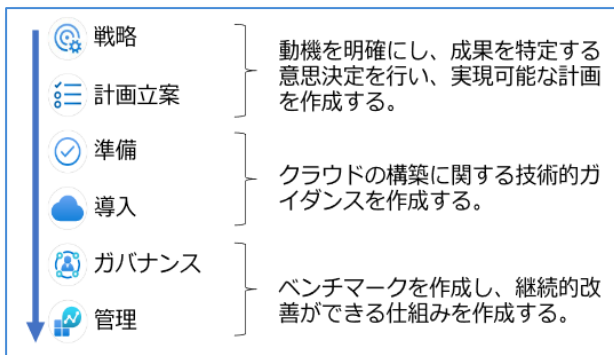 戦略
計画立案
動機を明確にし、成果を特定する
意思決定を行い、実現可能な計画
を作成する。
準備
導入
クラウドの構築に関する技術的ガ
イダンスを作成する。
ガバナンス
管理
ベンチマークを作成し、継続的改
善ができる仕組みを作成する。